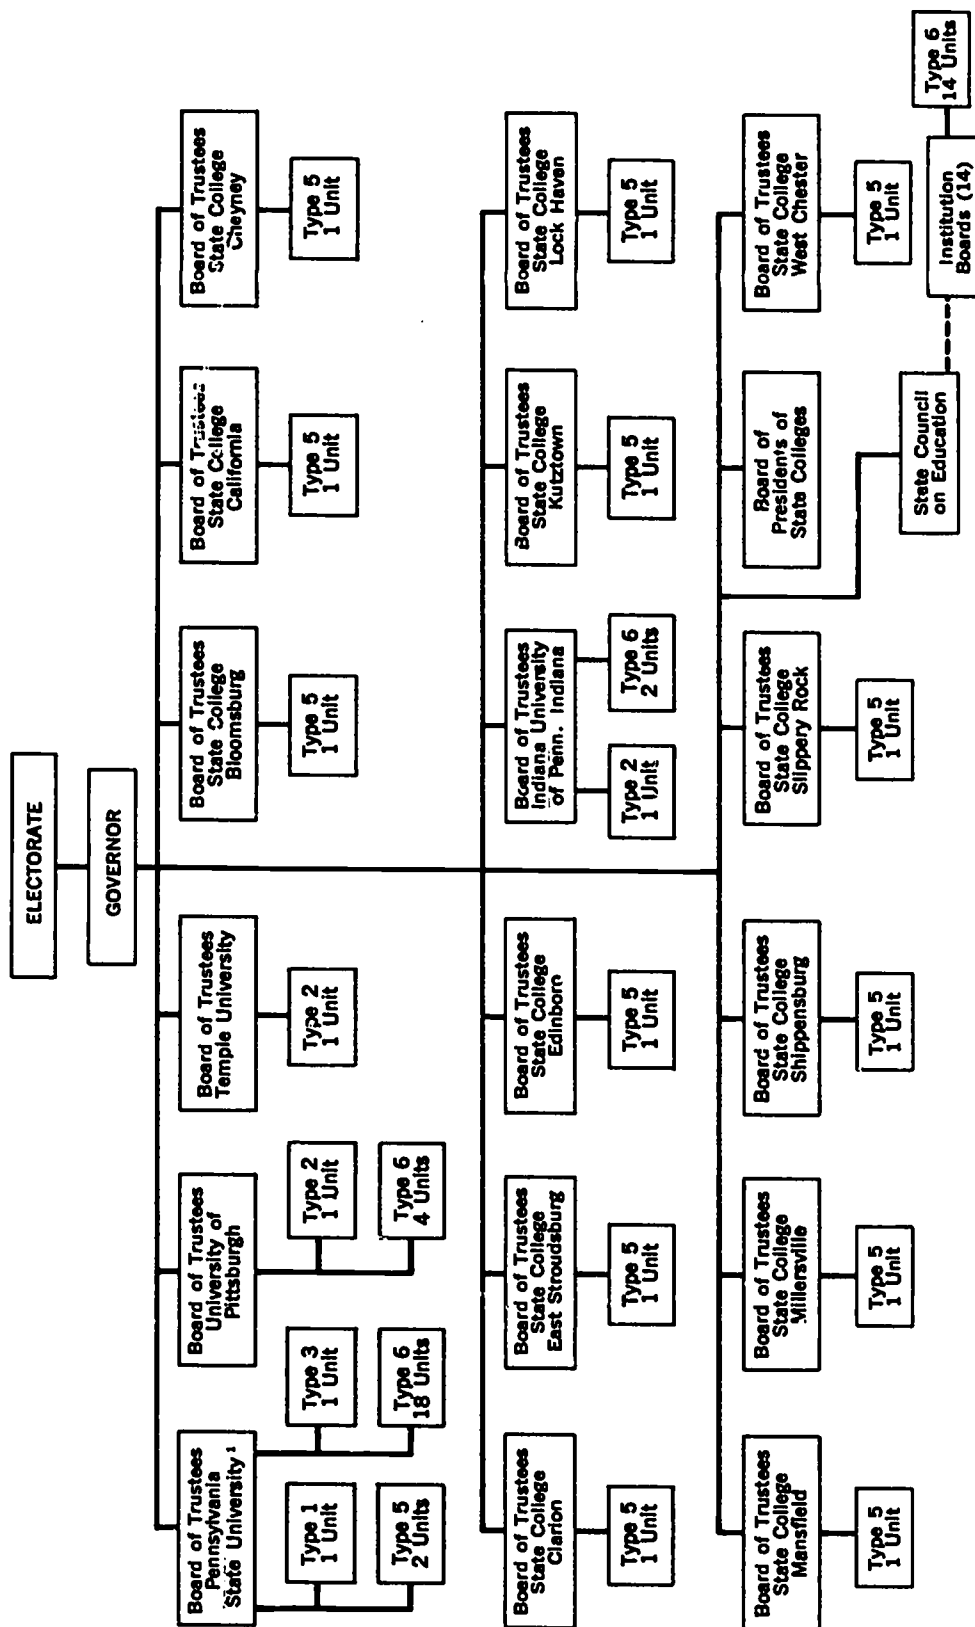 ELECTORATE
GOVERNOR
Board of Trustees
Pennsylvania
State University¹
Type 1
1 Unit
Type 5
2 Units
Type 3
1 Unit
Type 6
18 Units
Board of Trustees
University of
Pittsburgh
Type 2
1 Unit
Type 6
4 Units
Board of Trustees
Temple University
Type 2
1 Unit
Board of Trustees
State College
Bloomsburg
Type 5
1 Unit
Board of Trustees
State College
California
Type 5
1 Unit
Board of Trustees
State College
Cheyney
Type 5
1 Unit
Board of Trustees
State College
Clarion
Type 5
1 Unit
Board of Trustees
State College
East Stroudsburg
Type 5
1 Unit
Board of Trustees
State College
Edinborn
Type 5
1 Unit
Board of Trustees
Indiana University
of Penn. Indiana
Type 2
1 Unit
Type 6
2 Units
Board of Trustees
State College
Kutztown
Type 5
1 Unit
Board of Trustees
State College
Lock Haven
Type 5
1 Unit
Board of Trustees
State College
Mansfield
Type 5
1 Unit
Board of Trustees
State College
Millersville
Type 5
1 Unit
Board of Trustees
State College
Shippensburg
Type 5
1 Unit
Board of Trustees
State College
Slippery Rock
Type 5
1 Unit
Board of
Presidents of
State Colleges
Board of Trustees
State College
West Chester
Type 5
1 Unit
State Council
on Education
Institution
Boards (14)
Type 6
14 Units